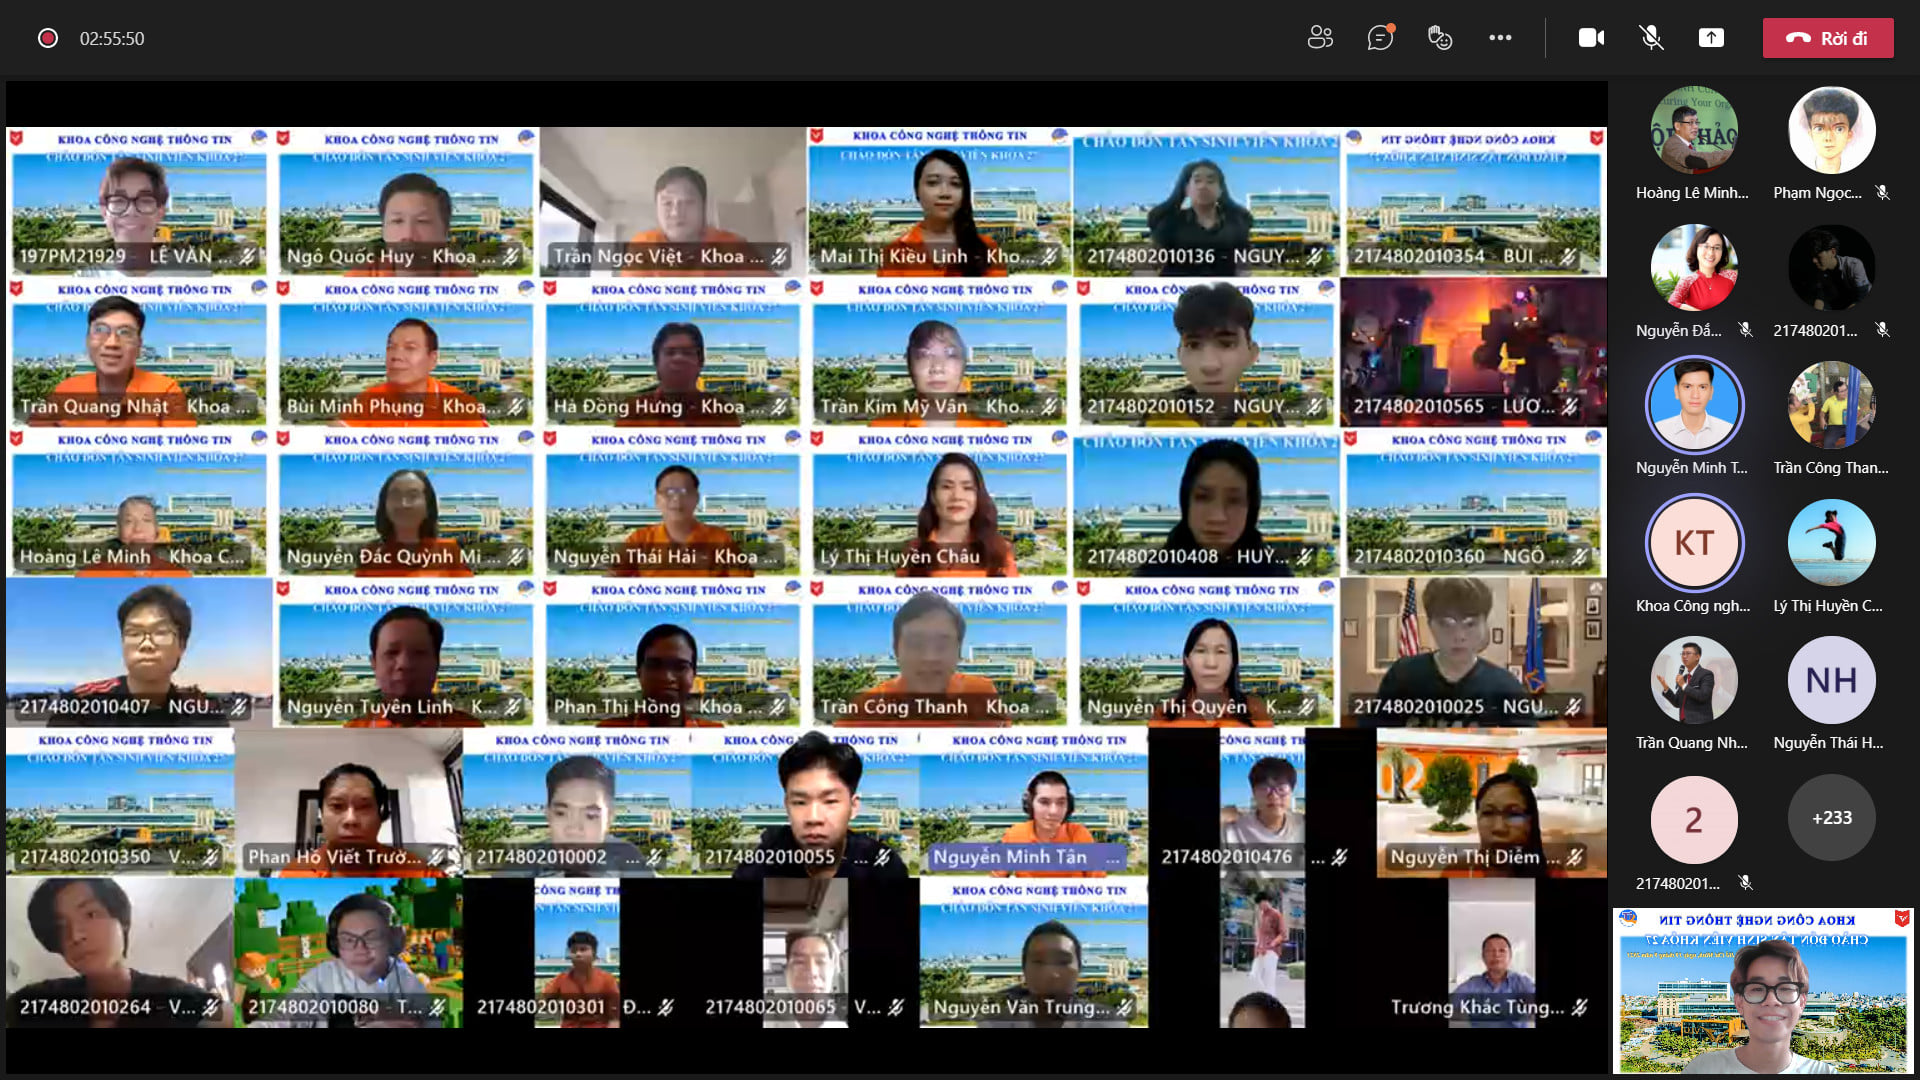 02:55:50
Rời đi
KHOA CÔNG NGHỆ THÔNG TIN
CHÀO ĐÓN TÂN SINH VIÊN KHÓA 27
197PM21929 - LÊ VĂN ...
Ngô Quốc Huy - Khoa ...
Trần Ngọc Việt - Khoa ...
Mai Thị Kiều Linh - Kho...
2174802010136 - NGUY...
2174802010354 - BÙI ...
Trần Quang Nhật - Khoa ...
Bùi Minh Phụng - Khoa...
Hà Đồng Hưng - Khoa ...
Trần Kim Mỹ Vân - Kho...
2174802010152 - NGUY...
2174802010565 - LƯƠ...
Hoàng Lê Minh - Khoa C...
Nguyễn Đắc Quỳnh Mi ...
Nguyễn Thái Hải - Khoa ...
Lý Thị Huyền Châu
2174802010408 - HUỲ...
2174802010360 - NGÔ ...
2174802010407 - NGU...
Nguyễn Tuyên Linh - K...
Phan Thị Hồng - Khoa ...
Trần Công Thanh - Khoa ...
Nguyễn Thị Quyên - K...
2174802010025 - NGU...
2174802010350 - V...
Phan Hồ Viết Trườ...
2174802010002 ...
2174802010055 - ...
Nguyễn Minh Tân ...
2174802010476 ...
Nguyễn Thị Diễm ...
2174802010264 - V...
2174802010080 - T...
2174802010301 - Đ...
2174802010065 - V...
Nguyễn Văn Trung...
Trương Khắc Tùng...
Hoàng Lê Minh...
Phạm Ngọc...
Nguyễn Đắ...
217480201...
Nguyễn Minh T...
Trần Công Than...
KT
Khoa Công ngh...
Lý Thị Huyền C...
Trần Quang Nh...
NH
Nguyễn Thái H...
2
217480201...
+233
KHOA CÔNG NGHỆ THÔNG TIN
CHÀO ĐÓN TÂN SINH VIÊN KHÓA 27